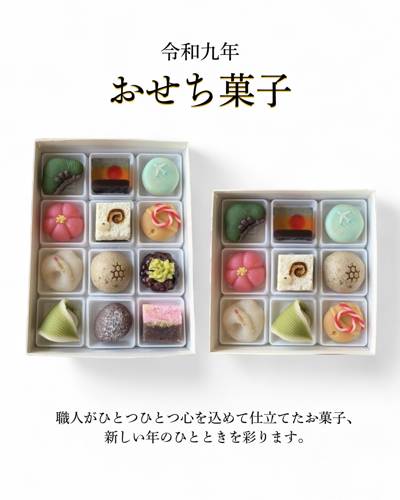 令和九年
おせち菓子
職人がひとつひとつ心を込めて仕立てたお菓子、
新しい年のひとときを彩ります。